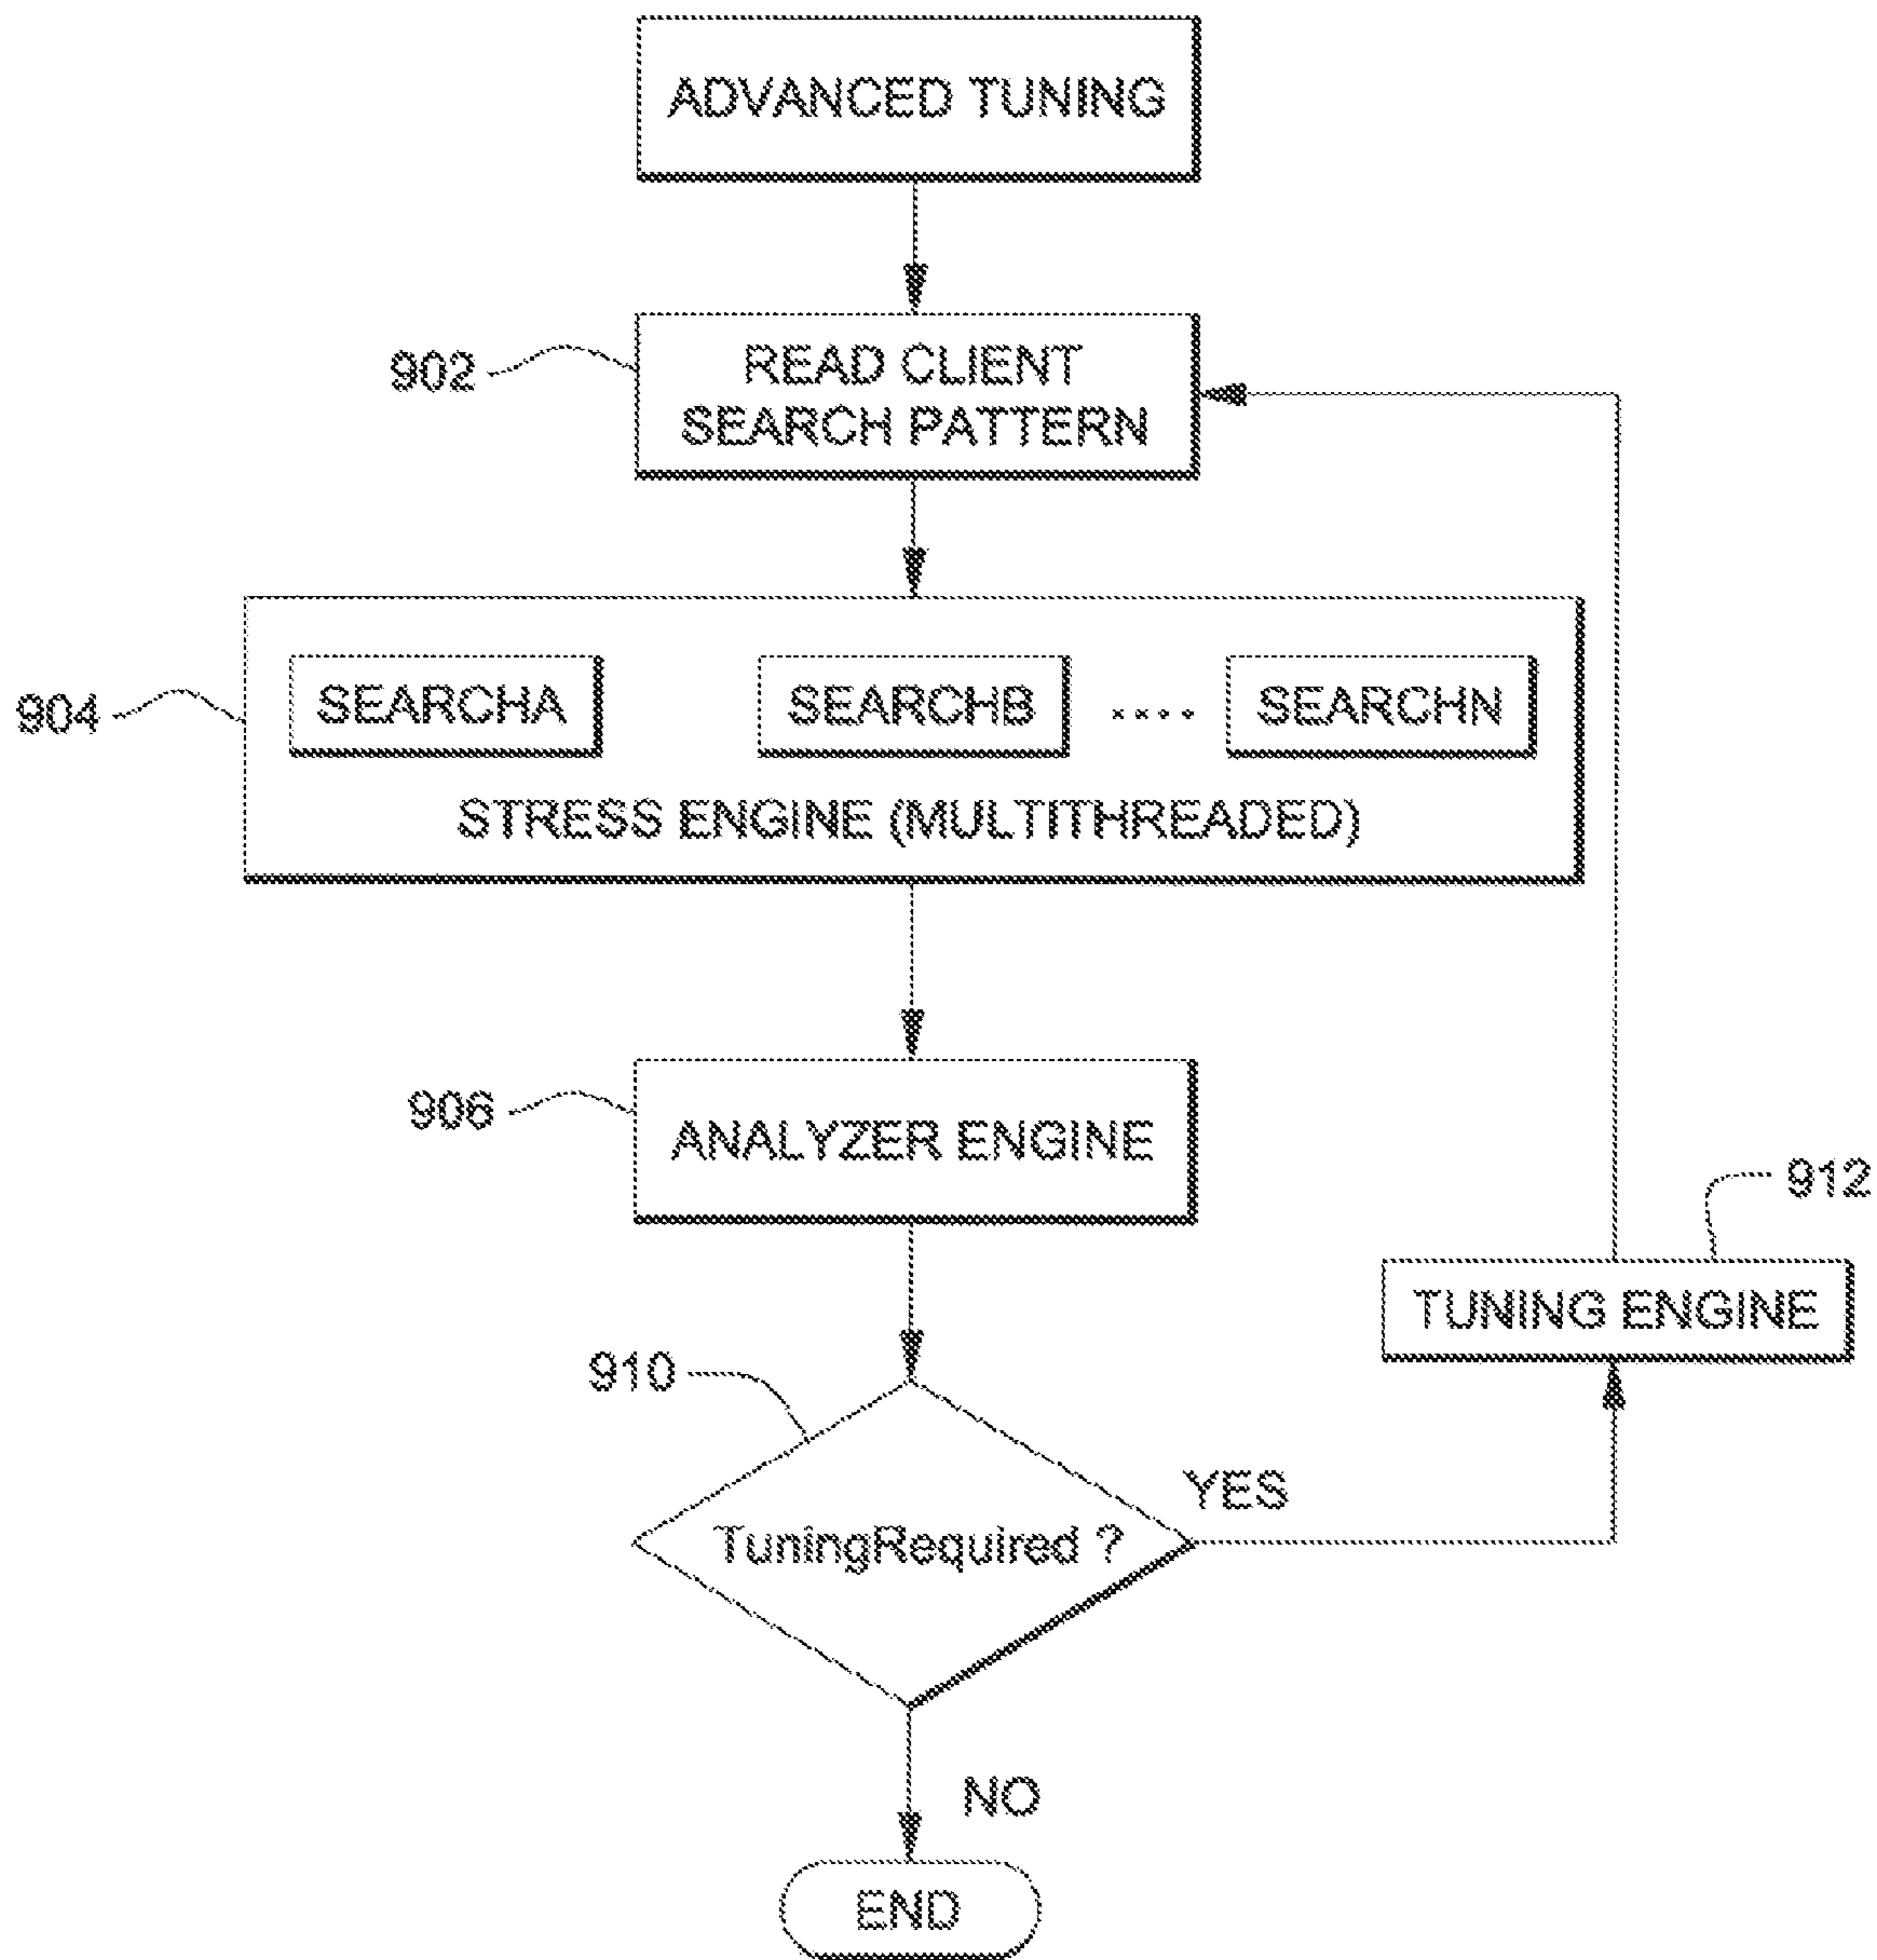 ADVANCED TUNING
902
READ CLIENT
SEARCH PATTERN
904
SEARCHA
SEARCHB
....
SEARCHN
STRESS ENGINE (MULTITHREADED)
906
ANALYZER ENGINE
912
TUNING ENGINE
910
TuningRequired ?
YES
NO
END